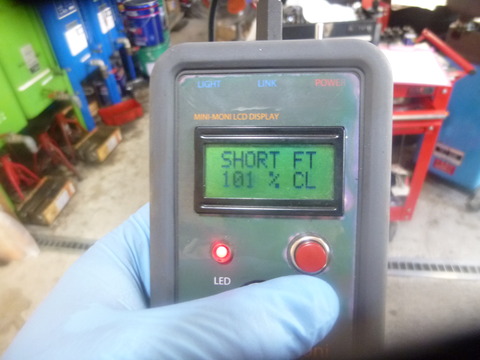 LIGHT LINK POWER
MINI-MONI LCD DISPLAY
SHORT FT
101 % CL
LED